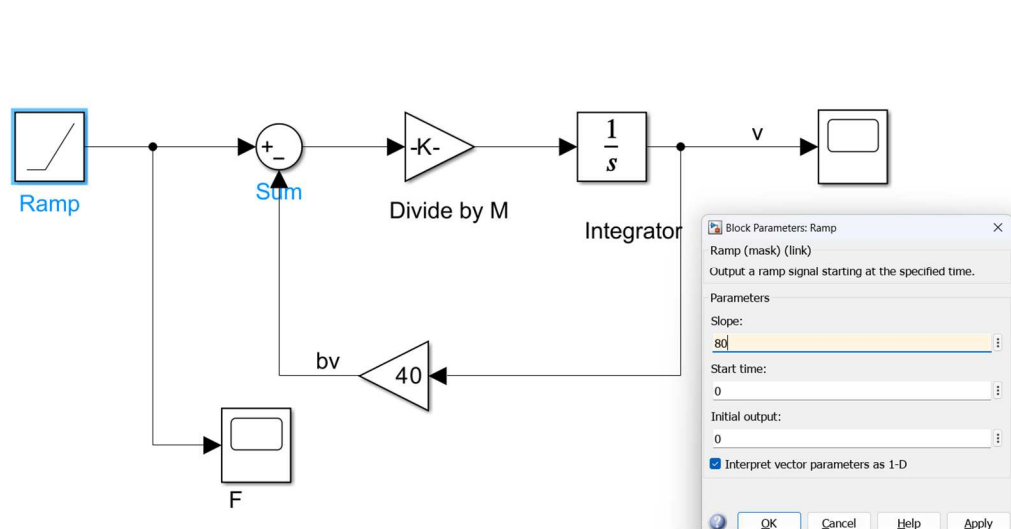 1
s
+
-
-K-
v
Ramp
Sum
Divide by M
Integrator
bv
40
F
Block Parameters: Ramp
Ramp (mask) (link)
Output a ramp signal starting at the specified time.
Parameters
Slope:
80
Start time:
0
Initial output:
0
Interpret vector parameters as 1-D
OK Cancel Help Apply